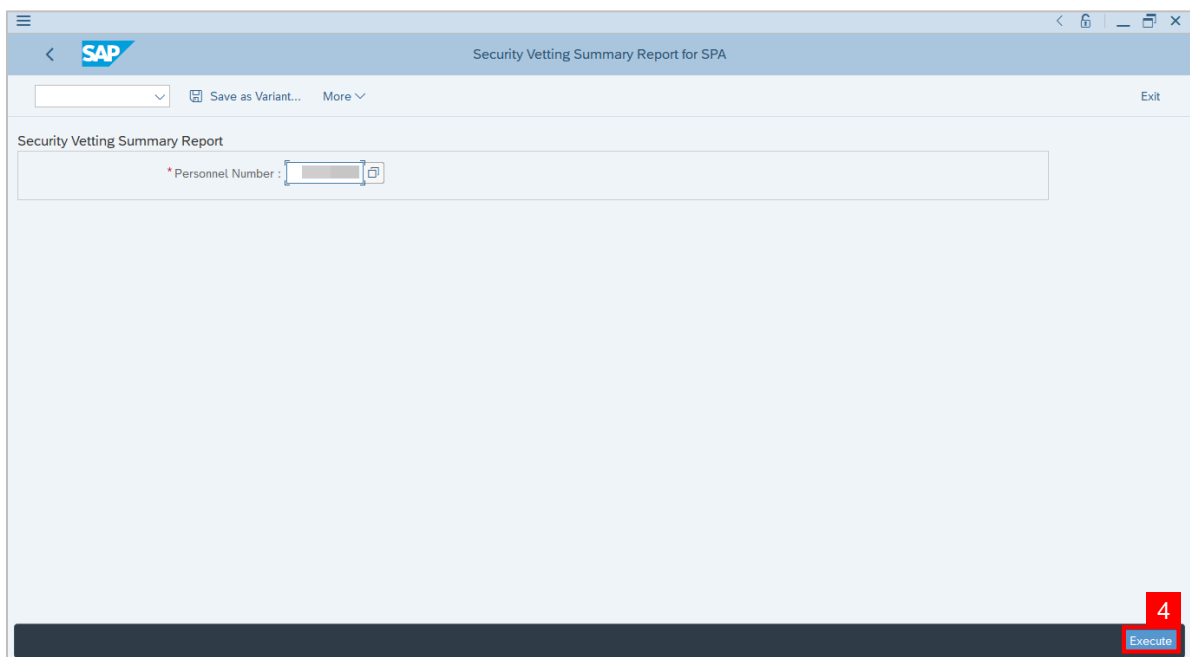 SAP
Security Vetting Summary Report for SPA
Save as Variant... More Exit
Security Vetting Summary Report
* Personnel Number :
4
Execute